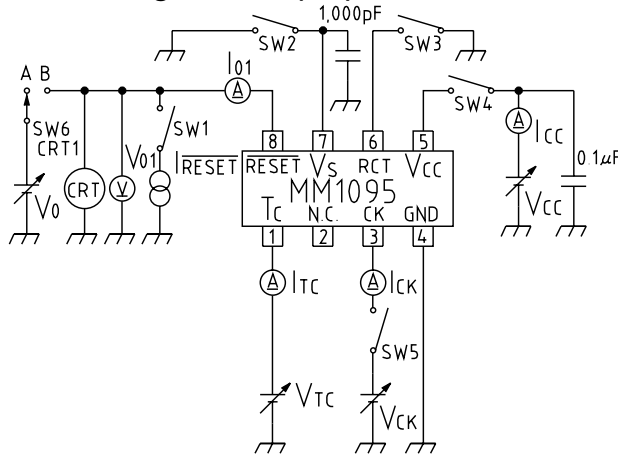 1,000pF
SW2
SW3
I01
A B
A
SW4
SW6
CRT1
SW1
A
ICC
V01
IRESET
8
7
6
5
RESET
VS
RCT
VCC
0.1μF
CRT
V
MM1095
V0
VCC
TC
N.C.
CK
GND
1
2
3
4
A
ITC
A
ICK
SW5
VTC
VCK